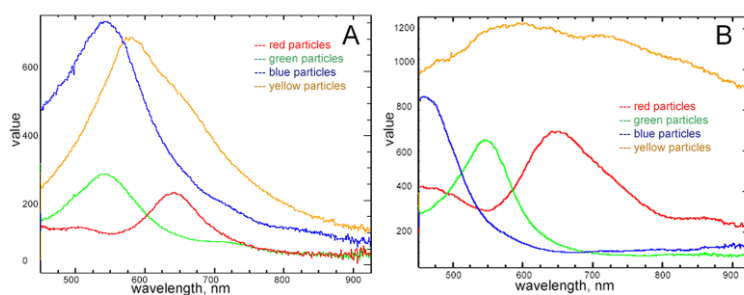 A
red particles
green particles
blue particles
yellow particles
600
400
200
0
value
500 600 700 800 900
wavelength, nm
B
red particles
green particles
blue particles
yellow particles
1200
1000
800
600
400
200
value
500 600 700 800 900
wavelength, nm